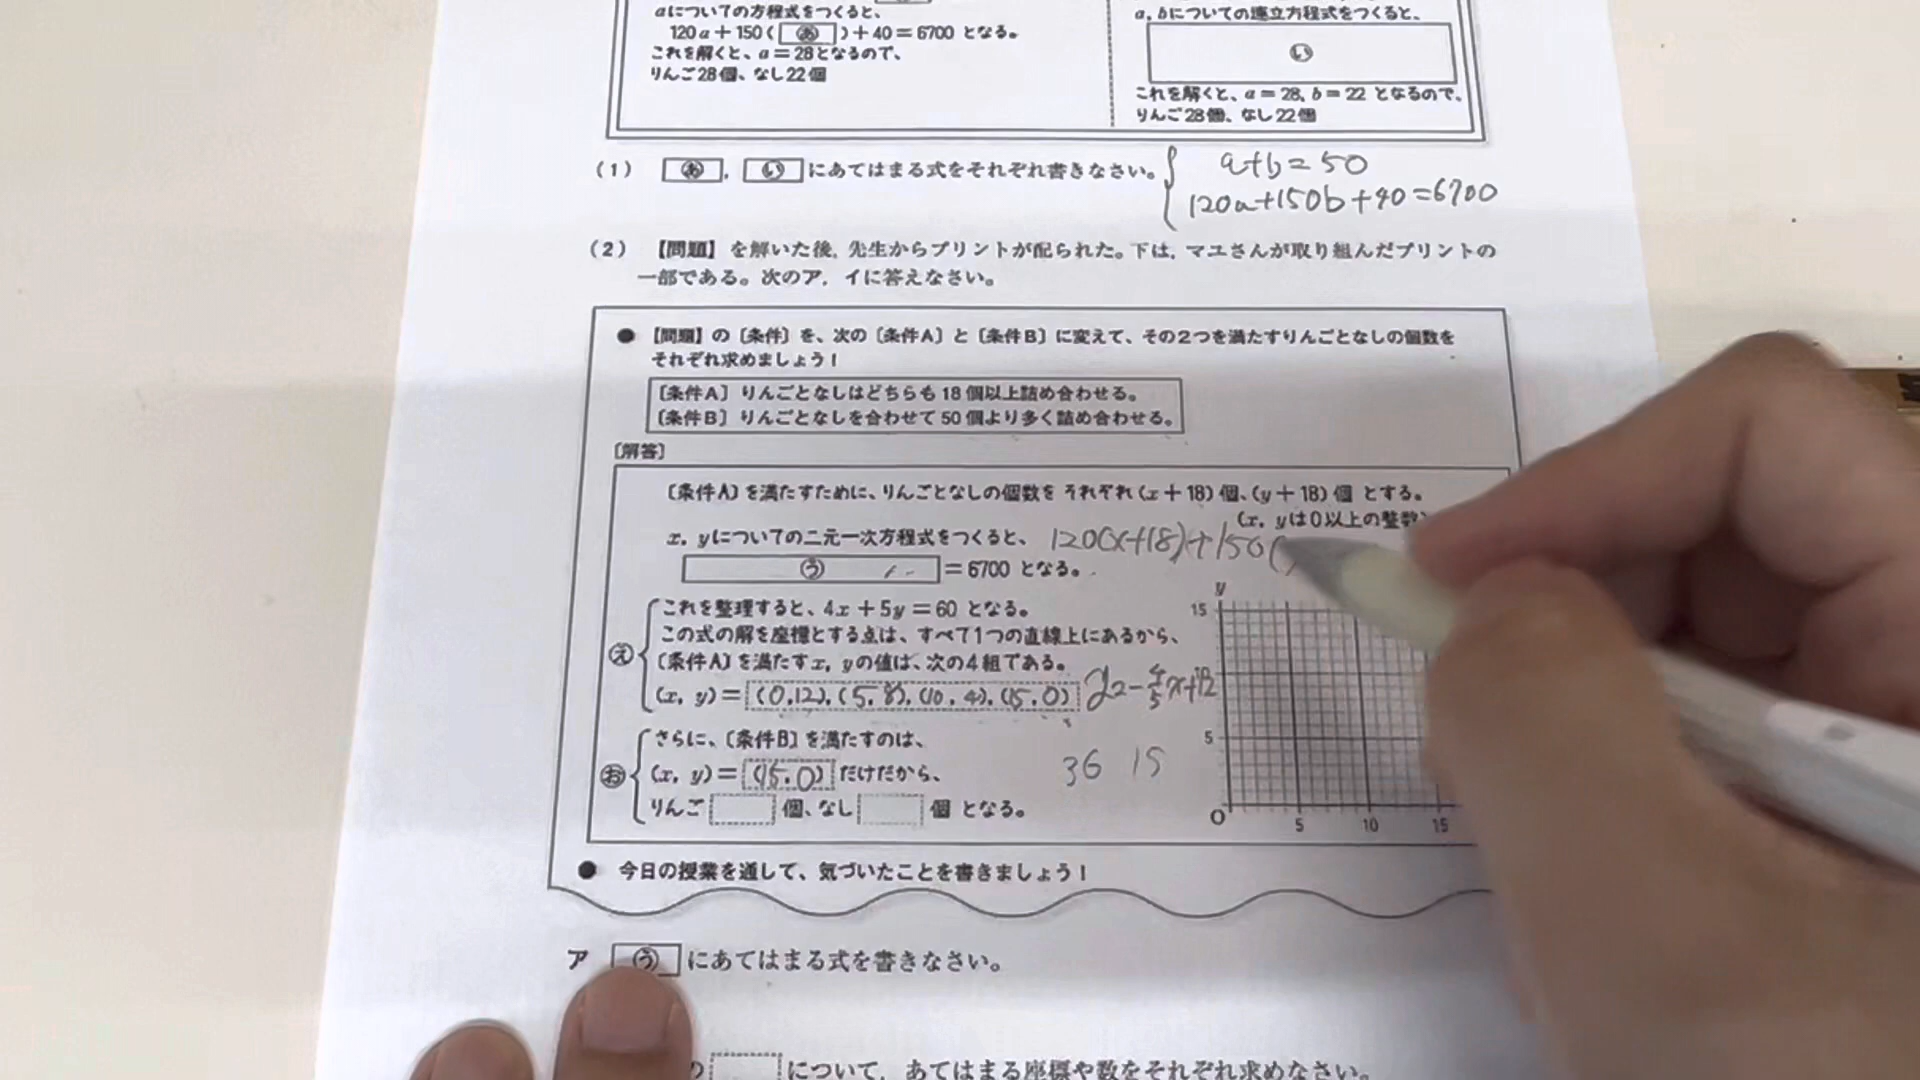 aについての方程式をつくると、
120a＋150(あ)＋40＝6700 となる。
これを解くと、a＝28となるので、
りんご28個、なし22個
a, bについての連立方程式をつくると、
い
これを解くと、a＝28, b＝22 となるので、
りんご28個、なし22個
(1) あ, い にあてはまる式をそれぞれ書きなさい。
a+b=50
120a+150b+40=6700
(2) 【問題】を解いた後, 先生からプリントが配られた。下は, マユさんが取り組んだプリントの
一部である。次のア, イに答えなさい。
● 【問題】の〔条件〕を、次の〔条件A〕と〔条件B〕に変えて、その2つを満たすりんごとなしの個数を
それぞれ求めましょう！
〔条件A〕りんごとなしはどちらも18個以上詰め合わせる。
〔条件B〕りんごとなしを合わせて50個より多く詰め合わせる。
〔解答〕
〔条件A〕を満たすために、りんごとなしの個数をそれぞれ(x＋18)個、(y＋18)個とする。
(x, yは0以上の整数)
x, yについての二元一次方程式をつくると、
120(x+18)+150(
う ＝6700 となる。
これを整理すると、4x＋5y＝60 となる。
この式の解を座標とする点は、すべて1つの直線上にあるから、
え
〔条件A〕を満たすx, yの値は、次の4組である。
(x, y)＝(0,12),(5,8),(10,4),(15,0)
さらに、〔条件B〕を満たすのは、
お
(x, y)＝(15,0)だけだから、
36 15
りんご 個、なし 個 となる。
y
15
5
O 5 10 15
● 今日の授業を通して、気づいたことを書きましょう！
ア う にあてはまる式を書きなさい。
について, あてはまる座標や数をそれぞれ求めなさい。